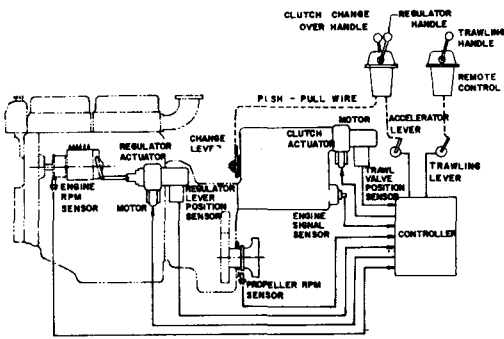 CLUTCH CHANGE
OVER HANDLE
REGULATOR
HANDLE
TRAWLING
HANDLE
REMOTE
CONTROL
PUSH - PULL WIRE
ACCELERATOR
LEVER
TRAWLING
LEVER
MOTOR
CLUTCH
ACTUATOR
CHANGE
LEVER
REGULATOR
ACTUATOR
TRAWL
VALVE
POSITION
SENSOR
ENGINE
RPM
SENSOR
MOTOR
REGULATOR
LEVER
POSITION
SENSOR
ENGINE
SIGNAL
SENSOR
CONTROLLER
PROPELLER RPM
SENSOR